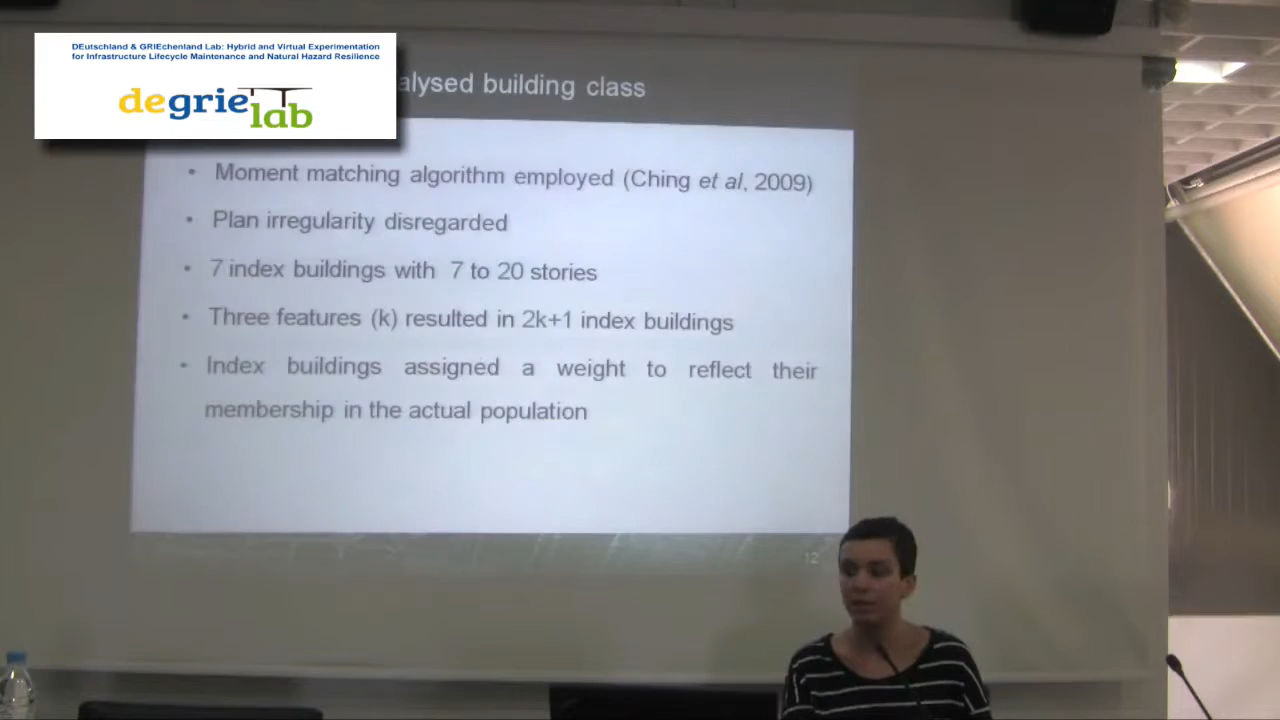 DEutschland & GRIEchenland Lab: Hybrid and Virtual Experimentation
for Infrastructure Lifecycle Maintenance and Natural Hazard Resilience
degrie lab
alysed building class
• Moment matching algorithm employed (Ching et al, 2009)
• Plan irregularity disregarded
• 7 index buildings with 7 to 20 stories
• Three features (k) resulted in 2k+1 index buildings
• Index buildings assigned a weight to reflect their
membership in the actual population
12